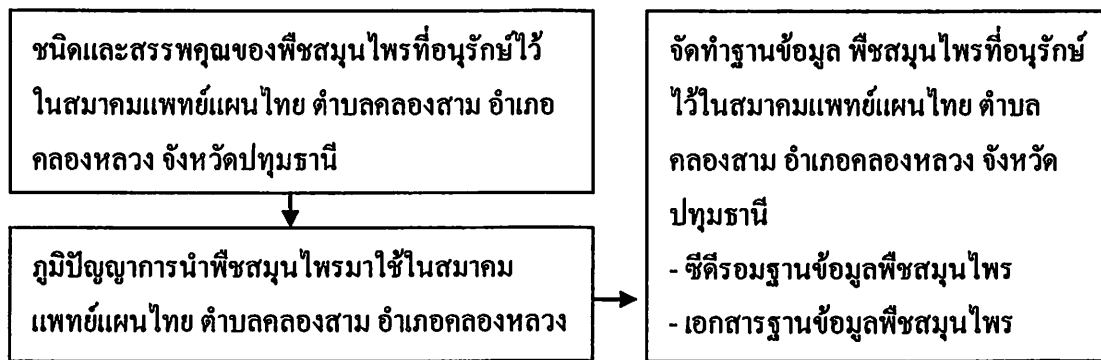 ชนิดและสรรพคุณของพืชสมุนไพรที่อนุรักษ์ไว้
ในสมาคมแพทย์แผนไทย ตำบลคลองสาม อำเภอ
คลองหลวง จังหวัดปทุมธานี
ภูมิปัญญาการนำพืชสมุนไพรมาใช้ในสมาคม
แพทย์แผนไทย ตำบลคลองสาม อำเภอคลองหลวง
จัดทำฐานข้อมูล พืชสมุนไพรที่อนุรักษ์
ไว้ในสมาคมแพทย์แผนไทย ตำบล
คลองสาม อำเภอคลองหลวง จังหวัด
ปทุมธานี
- ซีดีรอมฐานข้อมูลพืชสมุนไพร
- เอกสารฐานข้อมูลพืชสมุนไพร